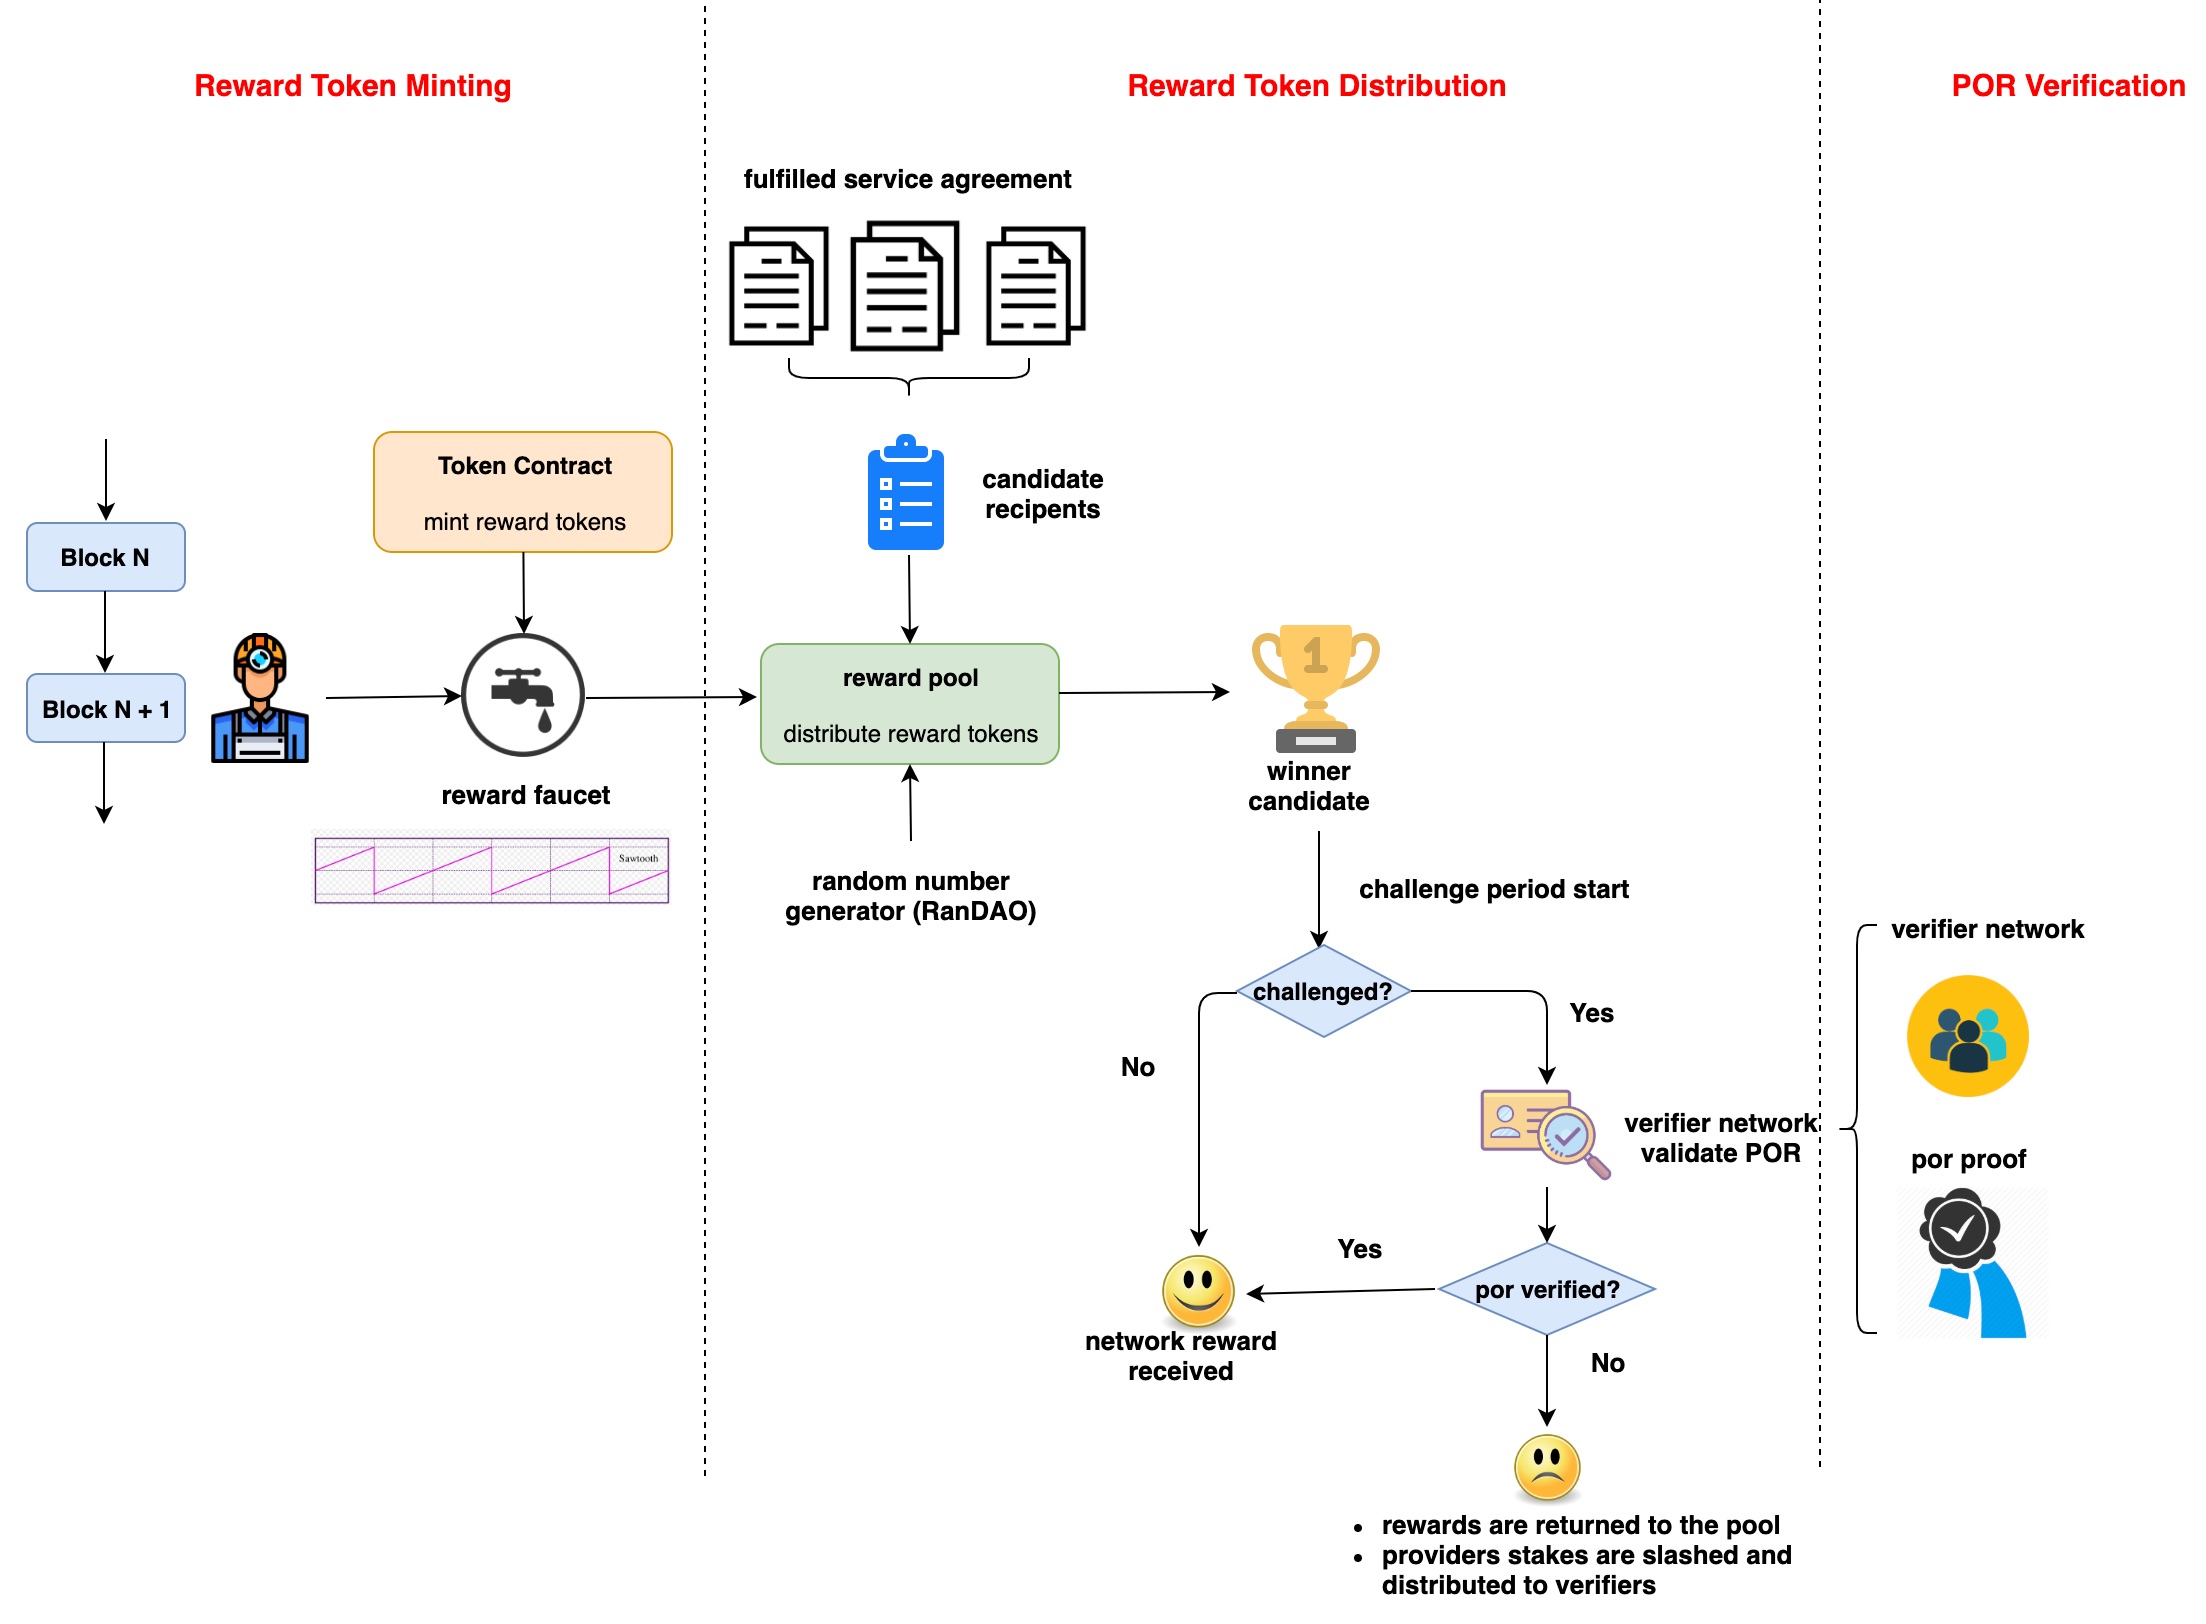 Reward Token Minting
Reward Token Distribution
POR Verification
fulfilled service agreement
Token Contract
mint reward tokens
candidate
recipents
Block N
Block N + 1
reward faucet
Sawtooth
reward pool
distribute reward tokens
1
winner
candidate
random number
generator (RanDAO)
challenge period start
challenged?
Yes
No
verifier network
validate POR
verifier network
por proof
Yes
por verified?
network reward
received
No
• rewards are returned to the pool
• providers stakes are slashed and
distributed to verifiers